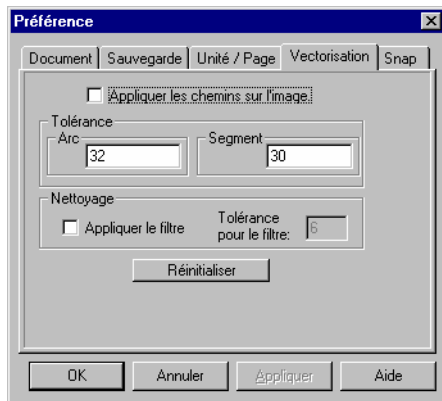 Préférence
Document Sauvegarde Unité / Page Vectorisation Snap
Appliquer les chemins sur l'image.
Tolérance
Arc Segment
32 30
Nettoyage
Appliquer le filtre Tolérance pour le filtre: 6
Réinitialiser
OK Annuler Appliquer Aide